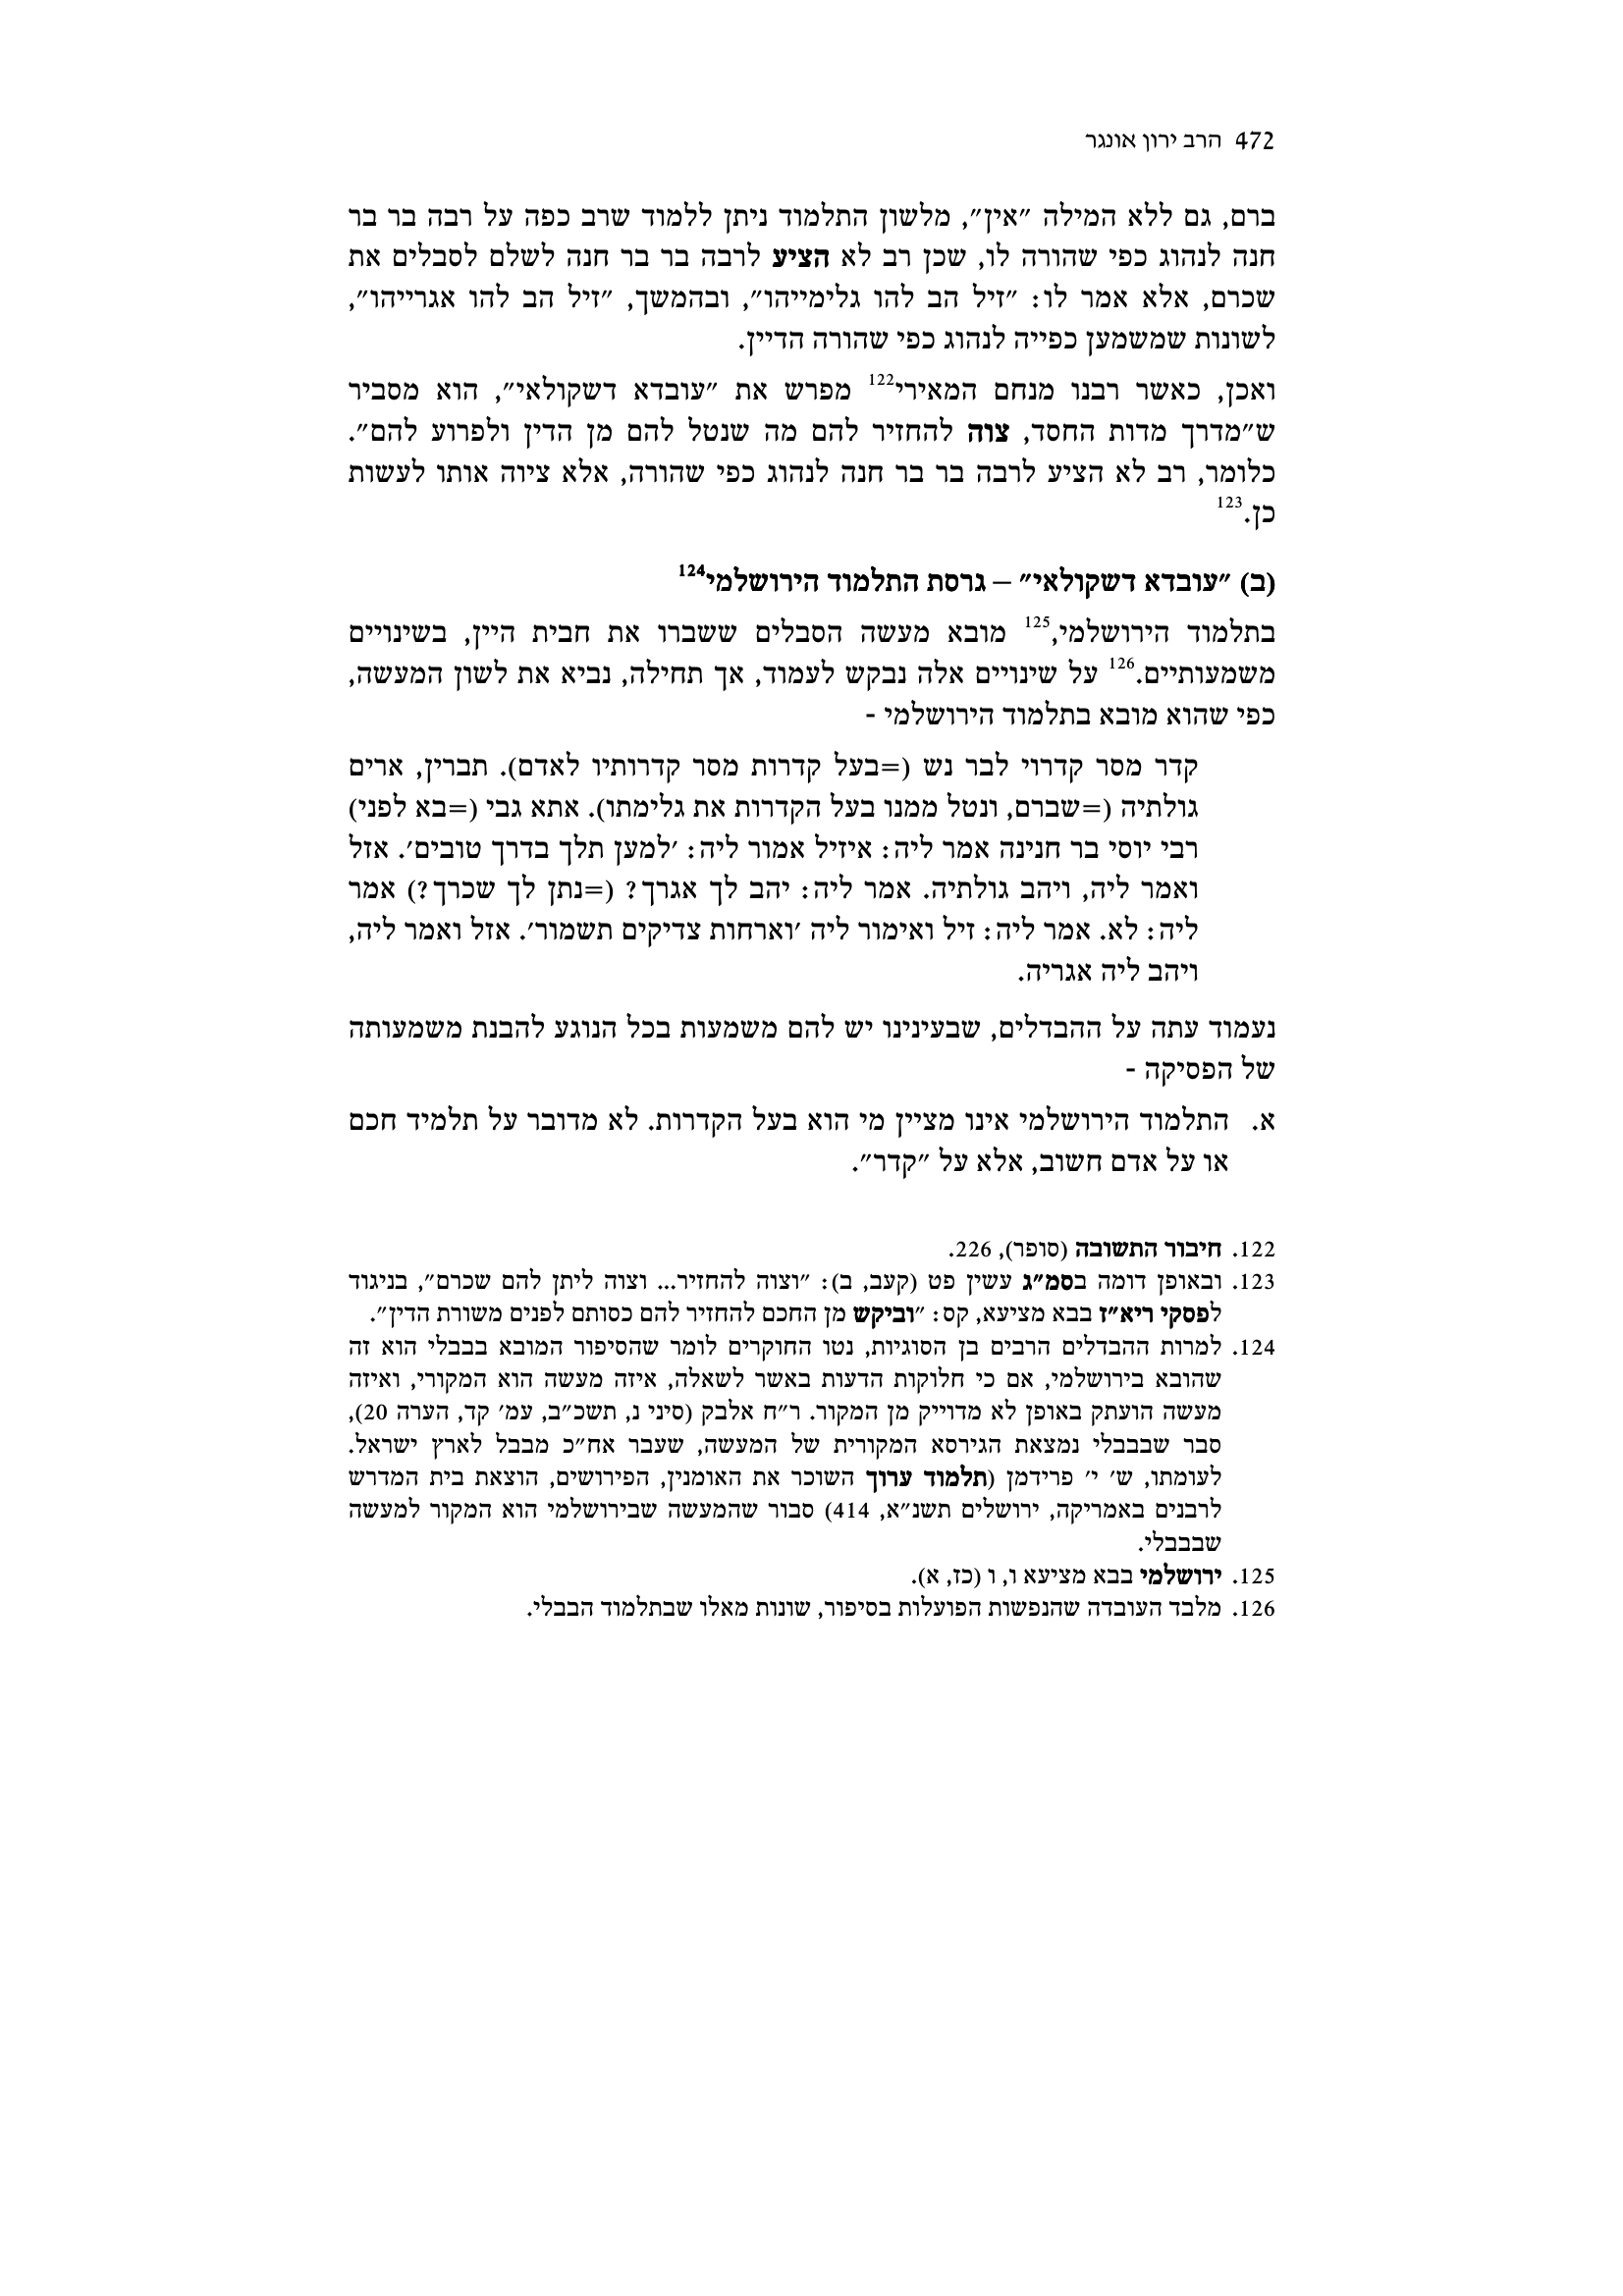 472 הרב ירון אונגר
ברם, גם ללא המילה ״אין״, מלשון התלמוד ניתן ללמוד שרב כפה על רבה בר בר
חנה לנהוג כפי שהורה לו, שכן רב לא הציע לרבה בר בר חנה לשלם לסבלים את
שכרם, אלא אמר לו: ״זיל הב להו גלימייהו״, ובהמשך, ״זיל הב להו אגרייהו״,
לשונות שמשמען כפייה לנהוג כפי שהורה הדיין.
ואכן, כאשר רבנו מנחם המאירי122 מפרש את ״עובדא דשקולאי״, הוא מסביר
ש״מדרך מדות החסד, צוה להחזיר להם מה שנטל להם מן הדין ולפרוע להם״.
כלומר, רב לא הציע לרבה בר בר חנה לנהוג כפי שהורה, אלא ציוה אותו לעשות
כן.123
(ב) ״עובדא דשקולאי״ – גרסת התלמוד הירושלמי124
בתלמוד הירושלמי,125 מובא מעשה הסבלים ששברו את חבית היין, בשינויים
משמעותיים.126 על שינויים אלה נבקש לעמוד, אך תחילה, נביא את לשון המעשה,
כפי שהוא מובא בתלמוד הירושלמי -
קדר מסר קדרוי לבר נש (=בעל קדרות מסר קדרותיו לאדם). תברין, ארים
גולתיה (=שברם, ונטל ממנו בעל הקדרות את גלימתו). אתא גבי (=בא לפני)
רבי יוסי בר חנינה אמר ליה: איזיל אמור ליה: ׳למען תלך בדרך טובים׳. אזל
ואמר ליה, ויהב גולתיה. אמר ליה: יהב לך אגרך? (=נתן לך שכרך?) אמר
ליה: לא. אמר ליה: זיל ואימור ליה ׳וארחות צדיקים תשמור׳. אזל ואמר ליה,
ויהב ליה אגריה.
נעמוד עתה על ההבדלים, שבעינינו יש להם משמעות בכל הנוגע להבנת משמעותה
של הפסיקה -
א. התלמוד הירושלמי אינו מציין מי הוא בעל הקדרות. לא מדובר על תלמיד חכם
או על אדם חשוב, אלא על ״קדר״.
122. חיבור התשובה (סופר), 226.
123. ובאופן דומה בסמ״ג עשין פט (קעב, ב): ״וצוה להחזיר... וצוה ליתן להם שכרם״, בניגוד
לפסקי ריא״ז בבא מציעא, קס: ״וביקש מן החכם להחזיר להם כסותם לפנים משורת הדין״.
124. למרות ההבדלים הרבים בן הסוגיות, נטו החוקרים לומר שהסיפור המובא בבבלי הוא זה
שהובא בירושלמי, אם כי חלוקות הדעות באשר לשאלה, איזה מעשה הוא המקורי, ואיזה
מעשה הועתק באופן לא מדוייק מן המקור. ר״ח אלבק (סיני נ, תשכ״ב, עמ׳ קד, הערה 20),
סבר שבבבלי נמצאת הגירסא המקורית של המעשה, שעבר אח״כ מבבל לארץ ישראל.
לעומתו, ש׳ י׳ פרידמן (תלמוד ערוך השוכר את האומנין, הפירושים, הוצאת בית המדרש
לרבנים באמריקה, ירושלים תשנ״א, 414) סבור שהמעשה שבירושלמי הוא המקור למעשה
שבבבלי.
125. ירושלמי בבא מציעא ו, ו (כז, א).
126. מלבד העובדה שהנפשות הפועלות בסיפור, שונות מאלו שבתלמוד הבבלי.